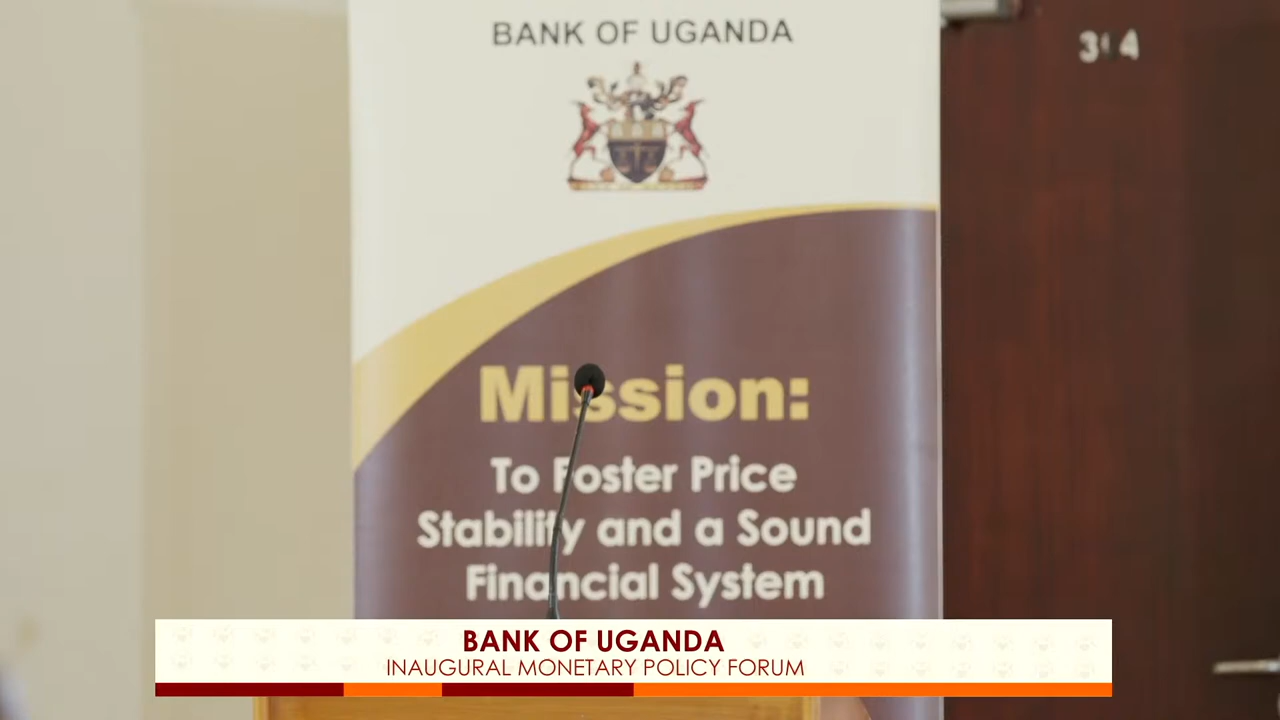 BANK OF UGANDA
Mission:
To Foster Price
Stability and a Sound
Financial System
BANK OF UGANDA
INAUGURAL MONETARY POLICY FORUM